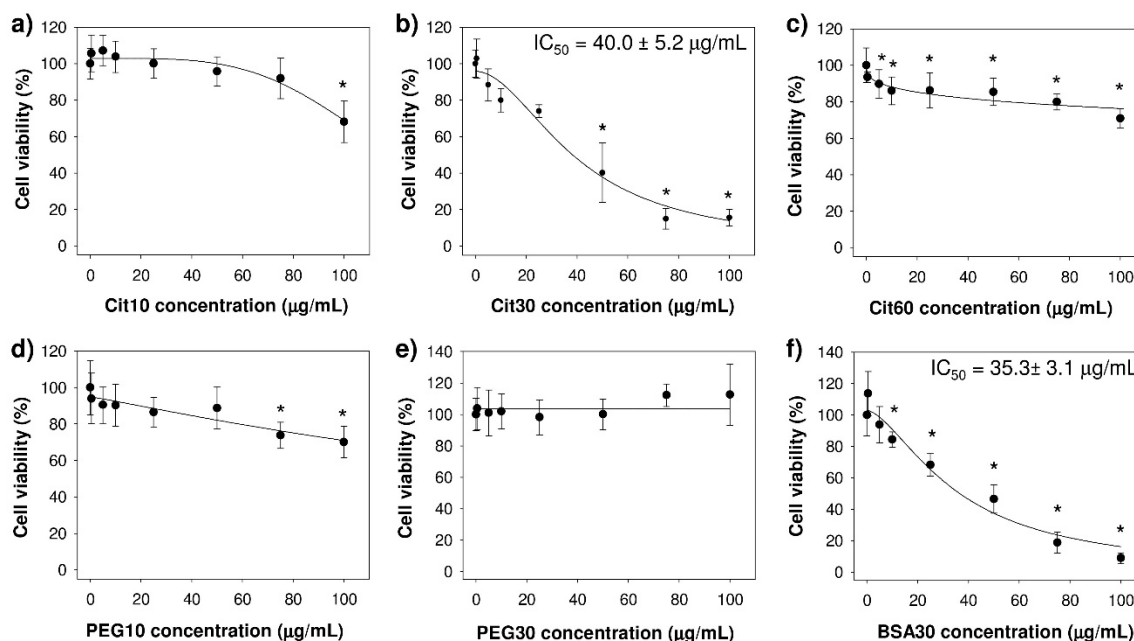 a)
120
100
80
60
40
20
0
Cell viability (%)
*
0 20 40 60 80 100
Cit10 concentration (µg/mL)
b)
IC50 = 40.0 ± 5.2 µg/mL
120
100
80
60
40
20
0
Cell viability (%)
* * *
0 20 40 60 80 100
Cit30 concentration (µg/mL)
c)
120
100
80
60
40
20
0
Cell viability (%)
* * * * * *
0 20 40 60 80 100
Cit60 concentration (µg/mL)
d)
120
100
80
60
40
20
0
Cell viability (%)
* *
0 20 40 60 80 100
PEG10 concentration (µg/mL)
e)
140
120
100
80
60
40
20
0
Cell viability (%)
0 20 40 60 80 100
PEG30 concentration (µg/mL)
f)
IC50 = 35.3± 3.1 µg/mL
140
120
100
80
60
40
20
0
Cell viability (%)
* * * * *
0 20 40 60 80 100
BSA30 concentration (µg/mL)